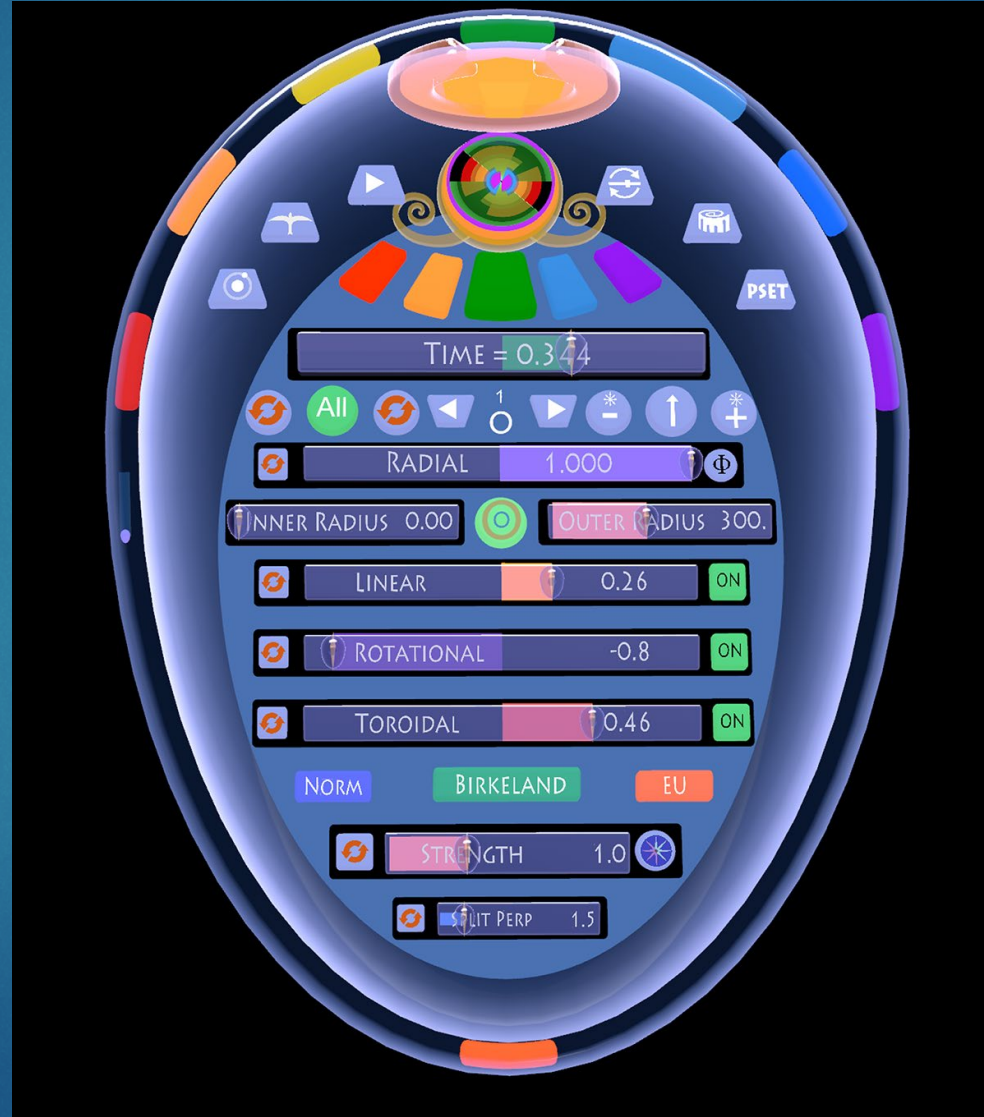 PSET
TIME = 0.344
All
1
RADIAL 1.000 Φ
INNER RADIUS 0.00
OUTER RADIUS 300.
LINEAR 0.26 ON
ROTATIONAL -0.8 ON
TOROIDAL 0.46 ON
NORM BIRKELAND EU
STRENGTH 1.0
SPLIT PERP 1.5